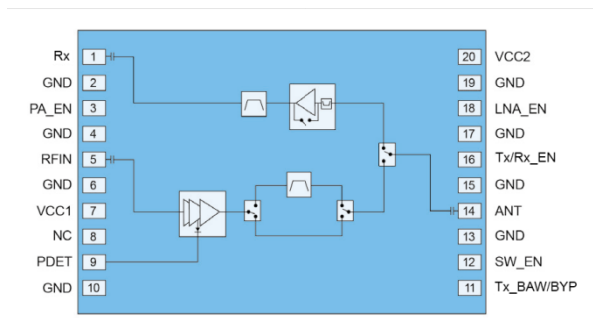 Rx 1
GND 2
PA_EN 3
GND 4
RFIN 5
GND 6
VCC1 7
NC 8
PDET 9
GND 10
20 VCC2
19 GND
18 LNA_EN
17 GND
16 Tx/Rx_EN
15 GND
14 ANT
13 GND
12 SW_EN
11 Tx_BAW/BYP